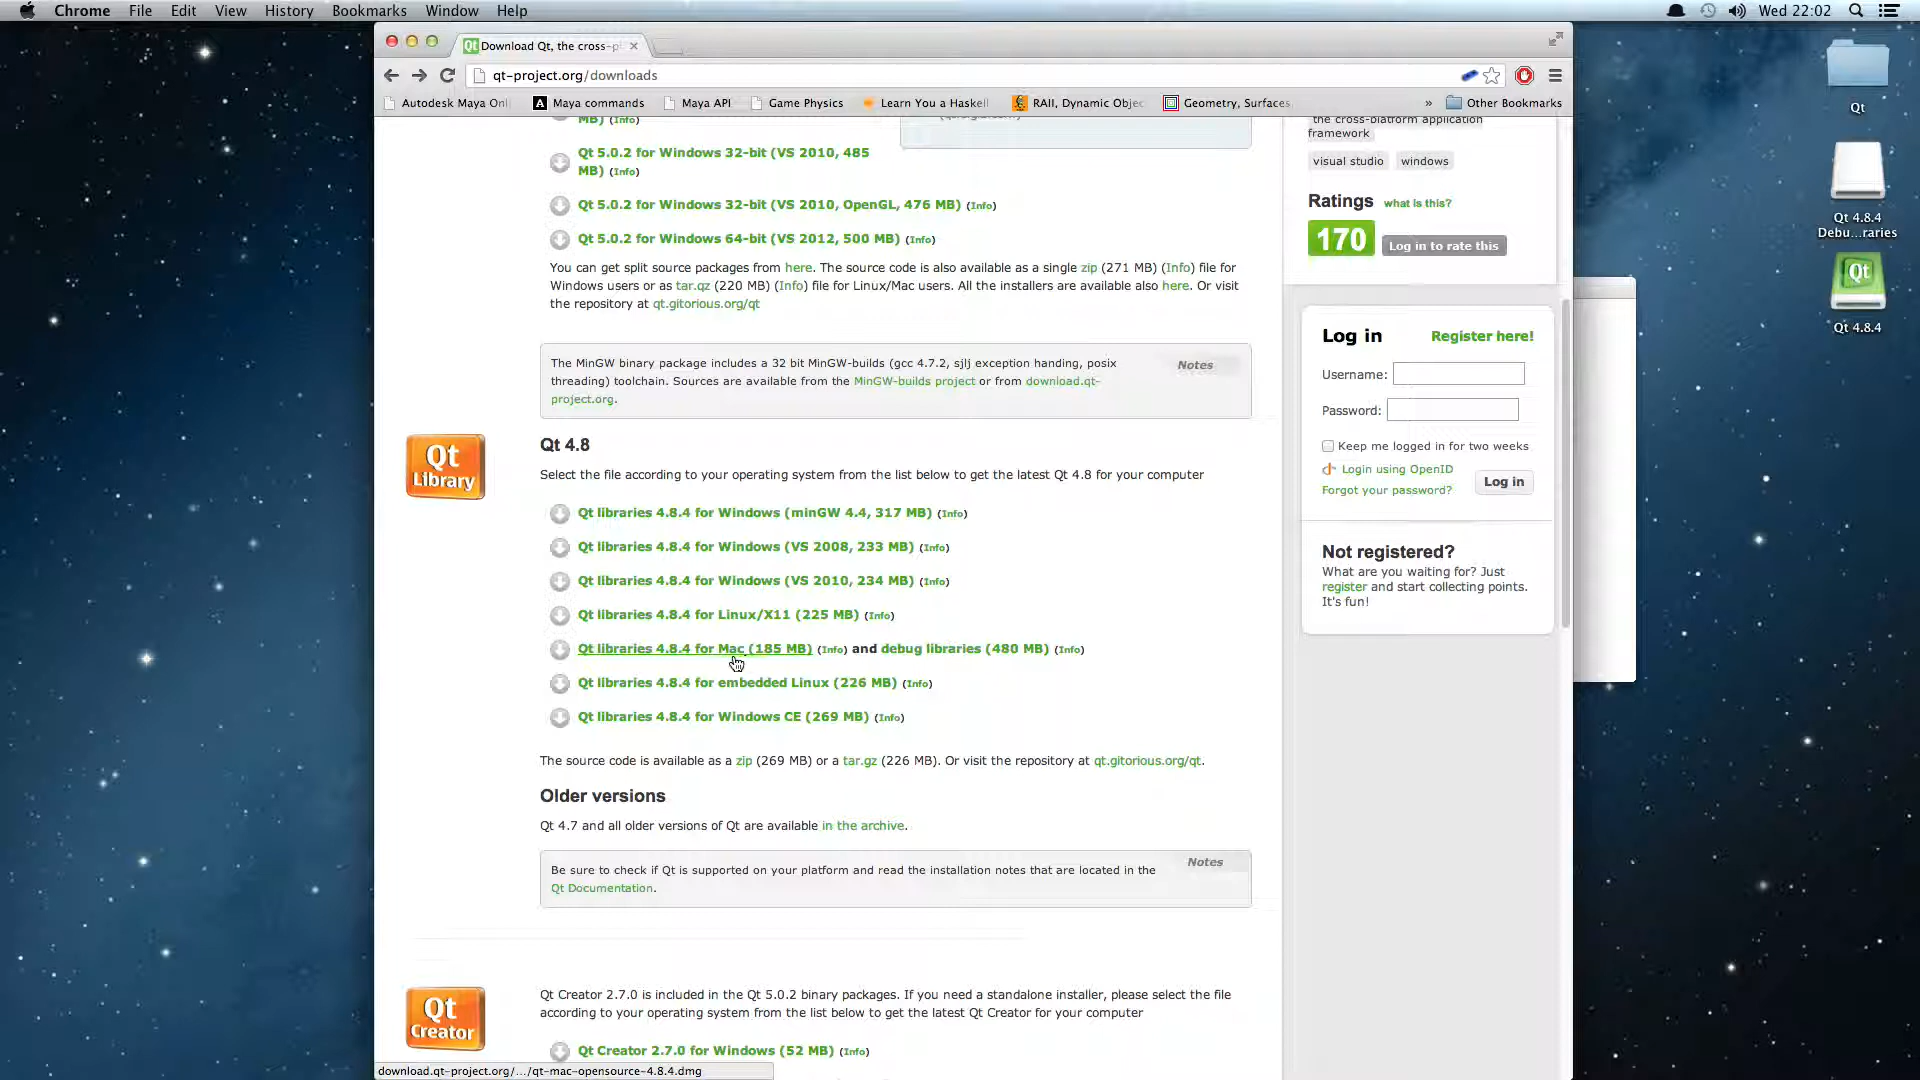 Chrome File Edit View History Bookmarks Window Help Wed 22:02
Qt Download Qt, the cross-p
qt-project.org/downloads
Autodesk Maya Onl A Maya commands Maya API Game Physics Learn You a Haskell RAII, Dynamic Objec Geometry, Surfaces » Other Bookmarks
MB) (Info)
Qt 5.0.2 for Windows 32-bit (VS 2010, 485
MB) (Info)
Qt 5.0.2 for Windows 32-bit (VS 2010, OpenGL, 476 MB) (Info)
Qt 5.0.2 for Windows 64-bit (VS 2012, 500 MB) (Info)
You can get split source packages from here. The source code is also available as a single zip (271 MB) (Info) file for
Windows users or as tar.qz (220 MB) (Info) file for Linux/Mac users. All the installers are available also here. Or visit
the repository at qt.gitorious.org/qt
The MinGW binary package includes a 32 bit MinGW-builds (gcc 4.7.2, sjlj exception handing, posix
threading) toolchain. Sources are available from the MinGW-builds project or from download.qt-
project.org.
Notes
Qt Library
Qt 4.8
Select the file according to your operating system from the list below to get the latest Qt 4.8 for your computer
Qt libraries 4.8.4 for Windows (minGW 4.4, 317 MB) (Info)
Qt libraries 4.8.4 for Windows (VS 2008, 233 MB) (Info)
Qt libraries 4.8.4 for Windows (VS 2010, 234 MB) (Info)
Qt libraries 4.8.4 for Linux/X11 (225 MB) (Info)
Qt libraries 4.8.4 for Mac (185 MB) (Info) and debug libraries (480 MB) (Info)
Qt libraries 4.8.4 for embedded Linux (226 MB) (Info)
Qt libraries 4.8.4 for Windows CE (269 MB) (Info)
The source code is available as a zip (269 MB) or a tar.gz (226 MB). Or visit the repository at qt.gitorious.org/qt.
Older versions
Qt 4.7 and all older versions of Qt are available in the archive.
Be sure to check if Qt is supported on your platform and read the installation notes that are located in the
Qt Documentation.
Notes
Qt Creator
Qt Creator 2.7.0 is included in the Qt 5.0.2 binary packages. If you need a standalone installer, please select the file
according to your operating system from the list below to get the latest Qt Creator for your computer
Qt Creator 2.7.0 for Windows (52 MB) (Info)
download.qt-project.org/.../qt-mac-opensource-4.8.4.dmg
the cross-platform application
framework
visual studio windows
Ratings what is this?
170 Log in to rate this
Log in Register here!
Username:
Password:
Keep me logged in for two weeks
Login using OpenID
Forgot your password? Log in
Not registered?
What are you waiting for? Just
register and start collecting points.
It's fun!
Qt
Qt 4.8.4
Debu...raries
Qt
Qt 4.8.4